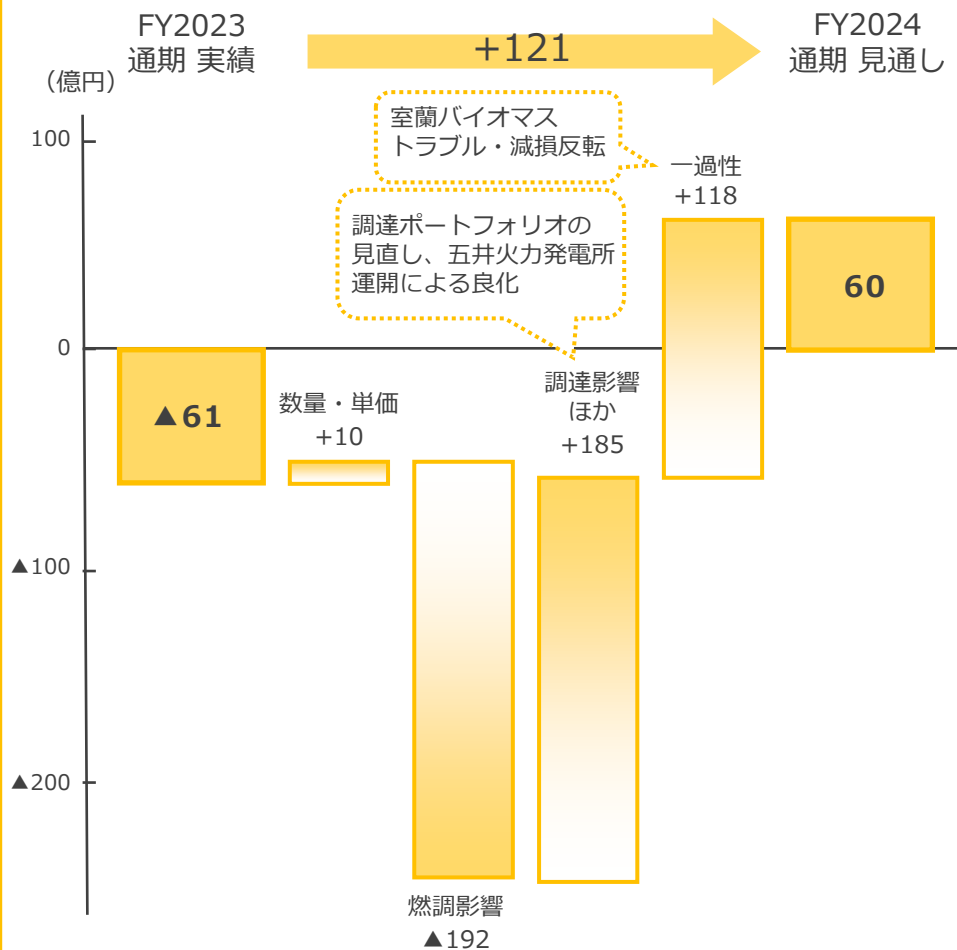 FY2023
通期 実績
+121
FY2024
通期 見通し
（億円）
室蘭バイオマス
トラブル・減損反転
調達ポートフォリオの
見直し、五井火力発電所
運開による良化
100
0
▲100
▲200
▲61
数量・単価
+10
燃調影響
▲192
調達影響
ほか
+185
一過性
+118
60